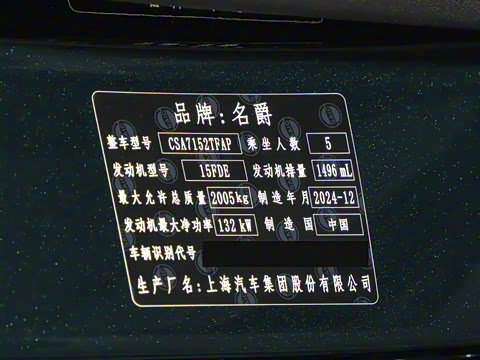 品牌: 名爵
整车型号 CSA7152TFAP 乘坐人数 5
发动机型号 15FDE 发动机排量 1496 mL
最大允许总质量 2005kg 制造年月 2024-12
发动机最大净功率 132 kW 制造国 中国
车辆识别代号
生产厂名:上海汽车集团股份有限公司